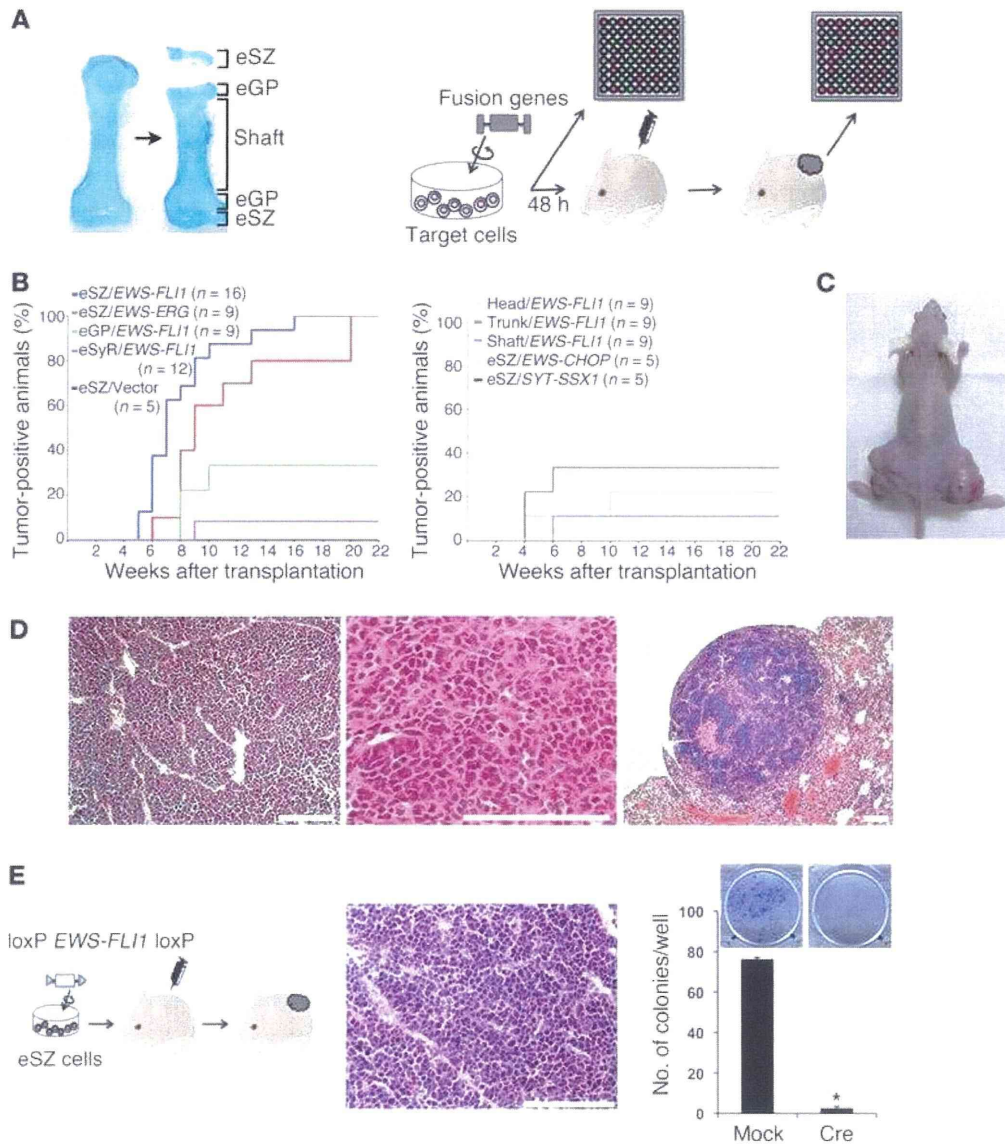 A
eSZ
eGP
Shaft
eGP
eSZ
Fusion genes
48 h
Target cells
B
Tumor-positive animals (%)
100
80
60
40
20
0
eSZ/EWS-FLI1 (n = 16)
eSZ/EWS-ERG (n = 9)
eGP/EWS-FLI1 (n = 9)
eSyR/EWS-FLI1
(n = 12)
eSZ/Vector
(n = 5)
2 4 6 8 10 12 14 16 18 20 22
Weeks after transplantation
Tumor-positive animals (%)
100
80
60
40
20
0
Head/EWS-FLI1 (n = 9)
Trunk/EWS-FLI1 (n = 9)
Shaft/EWS-FLI1 (n = 9)
eSZ/EWS-CHOP (n = 5)
eSZ/SYT-SSX1 (n = 5)
2 4 6 8 10 12 14 16 18 20 22
Weeks after transplantation
C
D
E
loxP EWS-FLI1 loxP
eSZ cells
No. of colonies/well
100
80
60
40
20
0
*
Mock Cre